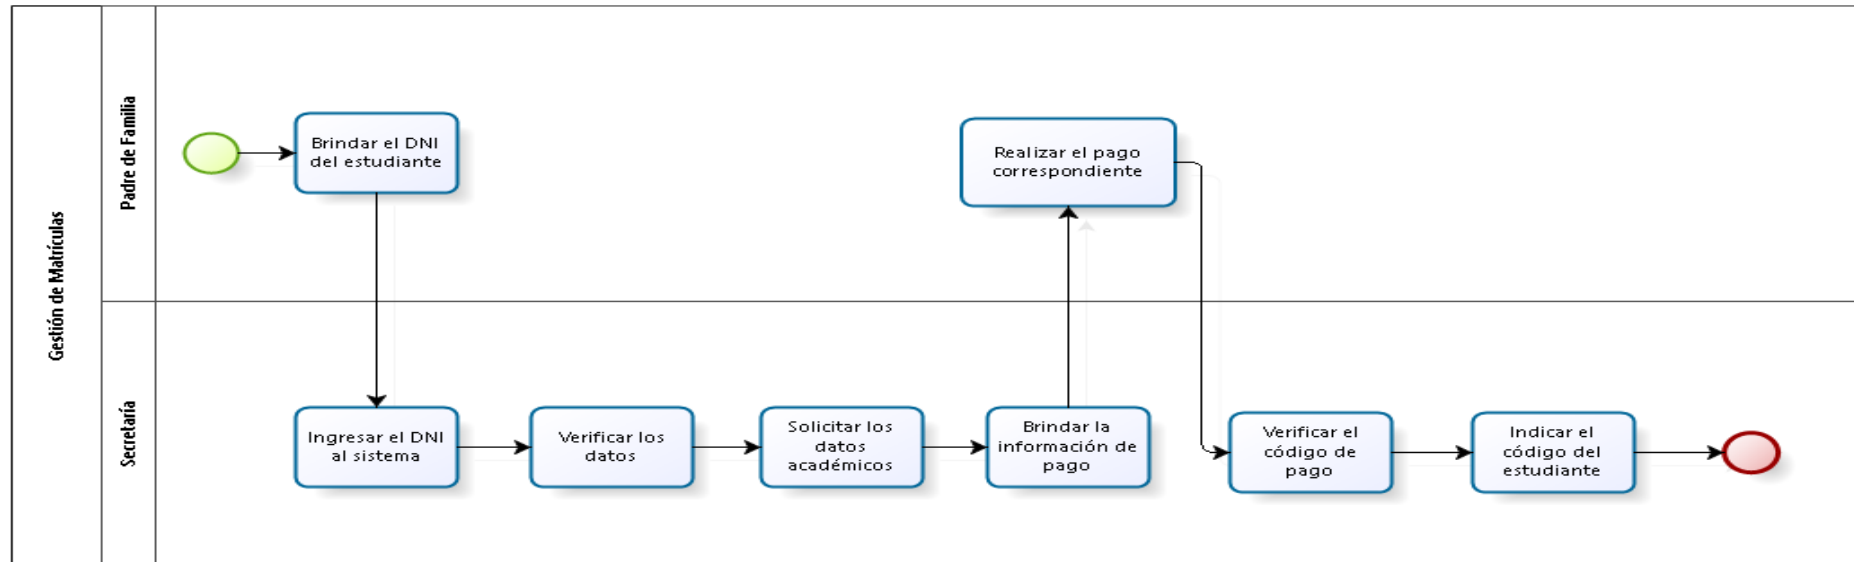 Gestión de Matrículas
Padre de Familia
Brindar el DNI
del estudiante
Realizar el pago
correspondiente
Secretaría
Ingresar el DNI
al sistema
Verificar los
datos
Solicitar los
datos
académicos
Brindar la
información de
pago
Verificar el
código de
pago
Indicar el
código del
estudiante